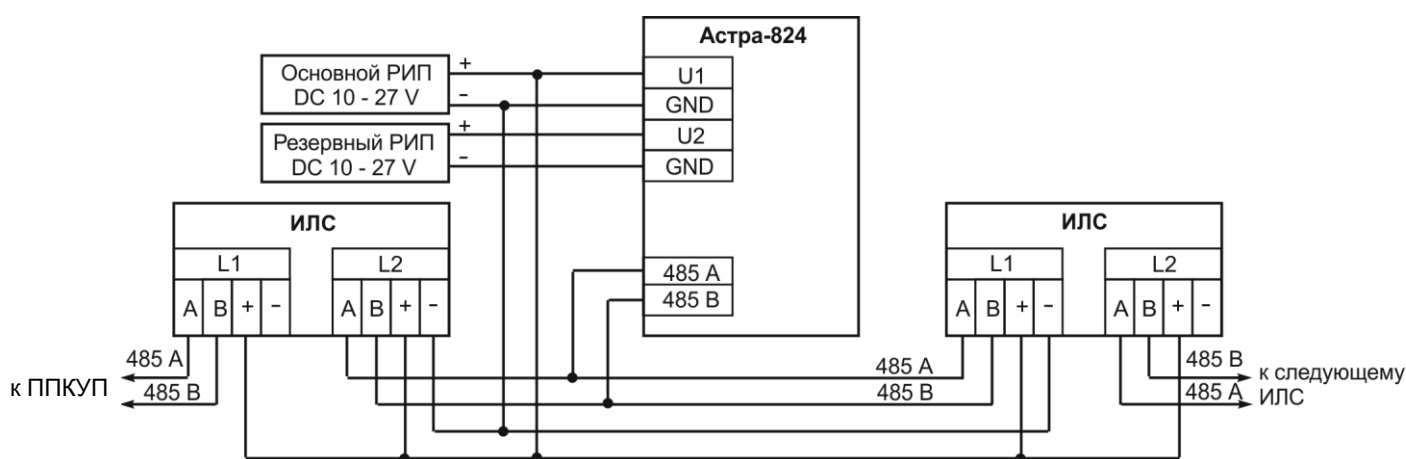 Астра-824
Основной РИП
DC 10 - 27 V
+
-
U1
GND
Резервный РИП
DC 10 - 27 V
+
-
U2
GND
ИЛС
L1 L2
A B + - A B + -
485 A
485 B
ИЛС
L1 L2
A B + - A B + -
485 A
485 B
к ППКУП
485 A
485 B
485 B
485 A
к следующему
ИЛС